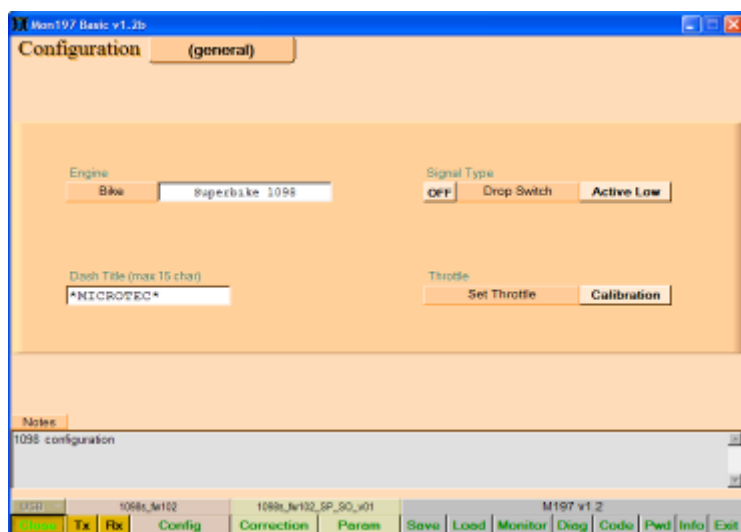 Mon197 Basic v1.2b
Configuration (general)
Engine
Bike Superbike 1098
Signal Type
OFF Drop Switch Active Low
Dash Title (max 15 char)
*MICROTEC*
Throttle
Set Throttle Calibration
Notes
1098 configuration
USB 1098s_fw102 1098s_fw102_SP_SO_v01 M197 v1.2
Close Tx Rx Config Correction Param Save Load Monitor Diag Code Pwd Info Exit